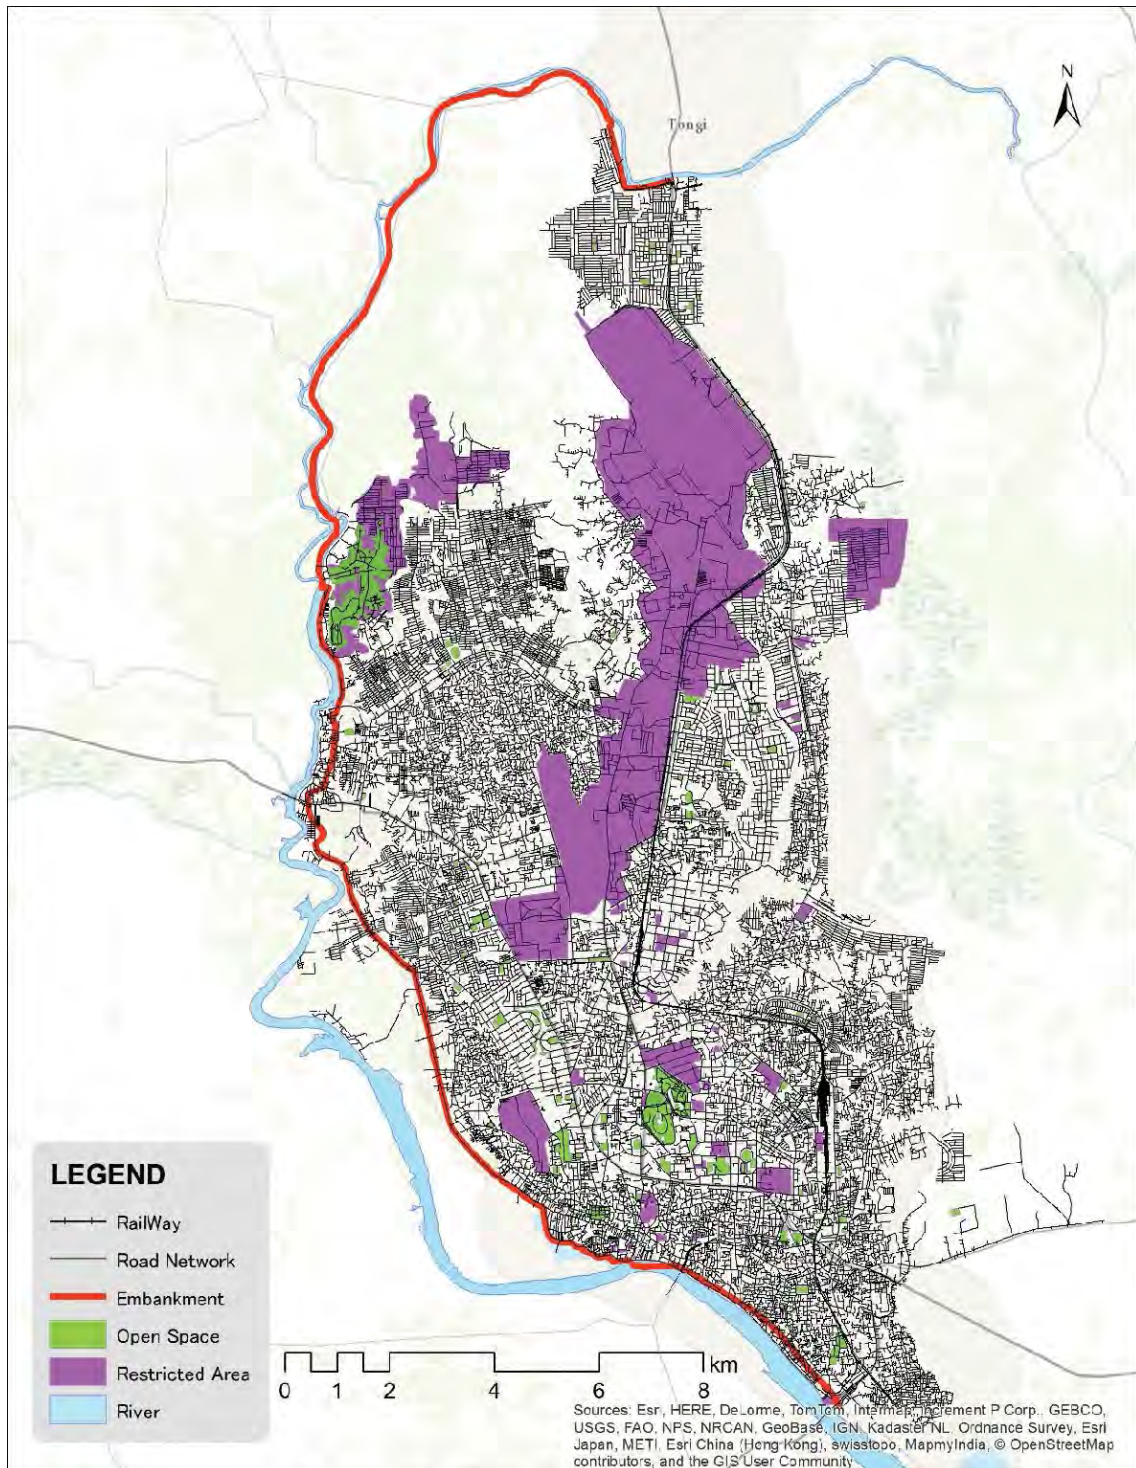 N
Tongi
LEGEND
RailWay
Road Network
Embankment
Open Space
Restricted Area
River
km
0 1 2 4 6 8
Sources: Esri, HERE, DeLorme, TomTom, Intermap, Increment P Corp., GEBCO,
USGS, FAO, NPS, NRCAN, GeoBase, IGN, Kadaster NL, Ordnance Survey, Esri
Japan, METI, Esri China (Hong Kong), swisstopo, MapmyIndia, © OpenStreetMap
contributors, and the GIS User Community